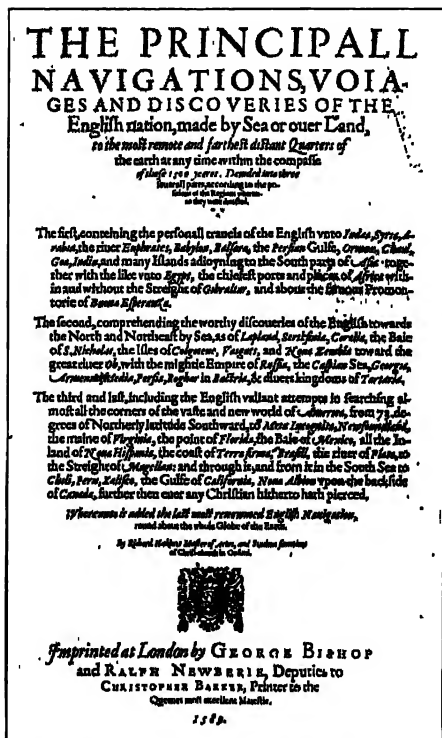 THE PRINCIPALL
NAVIGATIONS, VOIA-
GES AND DISCOVERIES OF THE
English nation, made by Sea or ouer Land,
to the most remote and farthest distant Quarters of
the earth at any time within the compasse
of these 1500 yeeres: Deuided into three
seuerall parts, according to the po-
sitions of the Regions wherun-
to they were directed.
The first, conteining the personall trauels of the English vnto Iudæa, Syria, A-
rabia, the riuer Euphrates, Babylon, Balsara, the Persian Gulfe, Ormuz, Chaul,
Goa, India, and many Islands adioyning to the South parts of Asia: toge-
ther with the like vnto Egypt, the chiefest ports and places of Africa with-
in and without the Streight of Gibraltar, and about the famous Promon-
torie of Buona Esperanza.
The second, comprehending the worthy discoueries of the English towards
the North and Northeast by Sea, as of Lapland, Scrikfinia, Corelia, the Baie
of S. Nicholas, the Isles of Colgoieue, Vaigats, and Noua Zembla toward the
great riuer Ob, with the mightie Empire of Russia, the Caspian Sea, Georgia,
Armenia, Media, Persia, Boghar in Bactria, & diuers kingdoms of Tartaria.
The third and last, including the English valiant attempts in searching al-
most all the corners of the vaste and new world of America, from 73. de-
grees of Northerly latitude Southward, to Meta Incognita, Newfoundland,
the maine of Virginia, the point of Florida, the Baie of Mexico, all the In-
land of Noua Hispania, the coast of Terra firma, Brasill, the riuer of Plate, to
the Streight of Magellan: and through it, and from it in the South Sea to
Chili, Peru, Xalisco, the Gulfe of California, Noua Albion vpon the backside
of Canada, further then euer any Christian hitherto hath pierced.
Whereunto is added the last most renowmed English Nauigation,
round about the whole Globe of the Earth.
By Richard Hakluyt Master of Artes, and Student sometime
of Christ-church in Oxford.
Imprinted at London by GEORGE BISHOP
and RALPH NEWBERIE, Deputies to
CHRISTOPHER BARKER, Printer to the
Queenes most excellent Maiestie.
1589.